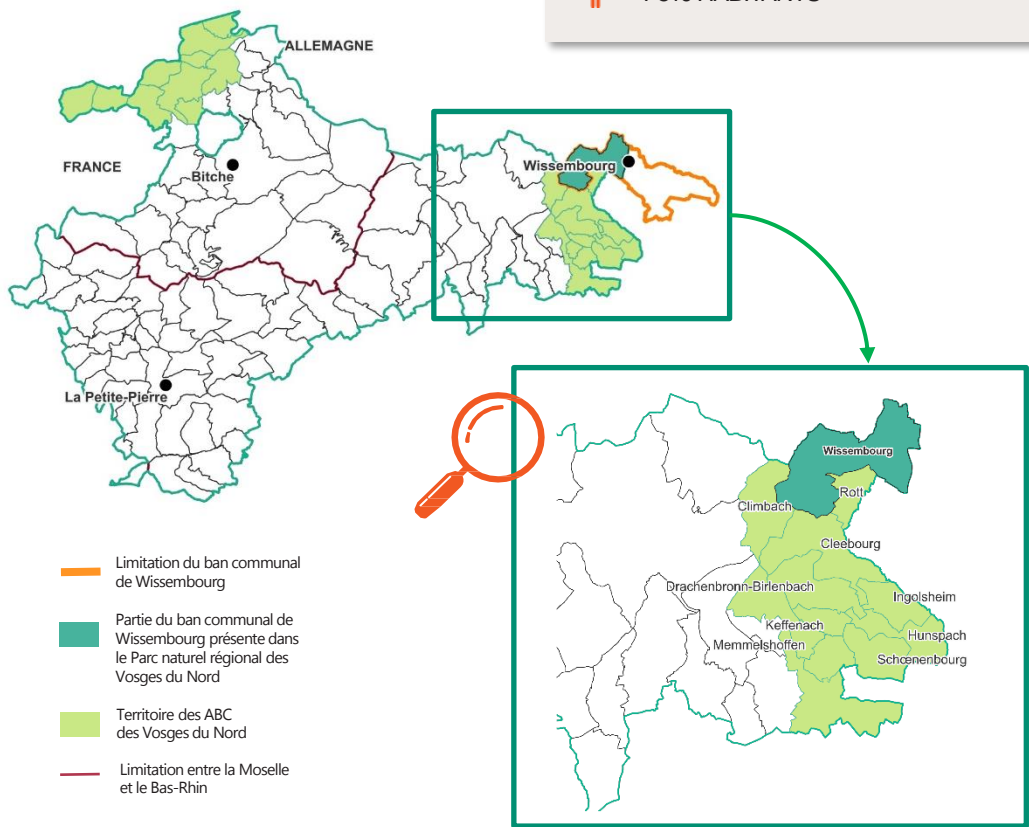 ALLEMAGNE
FRANCE
Bitche
Wissembourg
La Petite-Pierre
Wissembourg
Rott
Climbach
Cleebourg
Drachenbronn-Birlenbach
Ingolsheim
Keffenach
Hunspach
Memmelshoffen
Schœnenbourg
Limitation du ban communal
de Wissembourg
Partie du ban communal de
Wissembourg présente dans
le Parc naturel régional des
Vosges du Nord
Territoire des ABC
des Vosges du Nord
Limitation entre la Moselle
et le Bas-Rhin